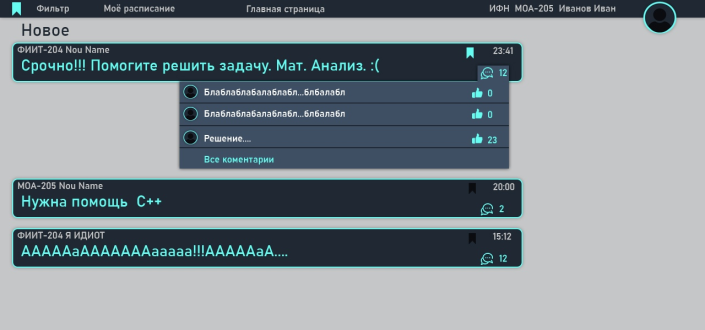 Фильтр Моё расписание Главная страница ИФН МОА-205 Иванов Иван
Новое
ФИИТ-204 Nou Name 23:41
Срочно!!! Помогите решить задачу. Мат. Анализ. :(
12
Блаблаблабалаблабл...блбалабл 0
Блаблаблабалаблабл...блбалабл 0
Решение.... 23
Все коментарии
МОА-205 Nou Name 20:00
Нужна помощь С++
2
ФИИТ-204 Я ИДИОТ 15:12
АААААаАААААААааааа!!!АААААаА....
12